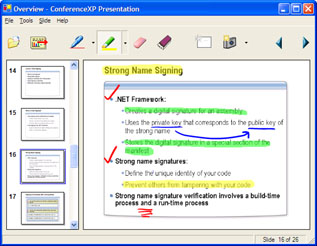 Overview - ConferenceXP Presentation
File Tools Slide Help
14
15
16
17
Strong Name Signing
.NET Framework:
Creates a digital signature for an assembly
Uses the private key that corresponds to the public key of
the strong name
Stores the digital signature in a special section of the
manifest
Strong name signatures:
Define the unique identity of your code
Prevent others from tampering with your code
Strong name signature verification involves a build-time
process and a run-time process
Slide 16 of 26